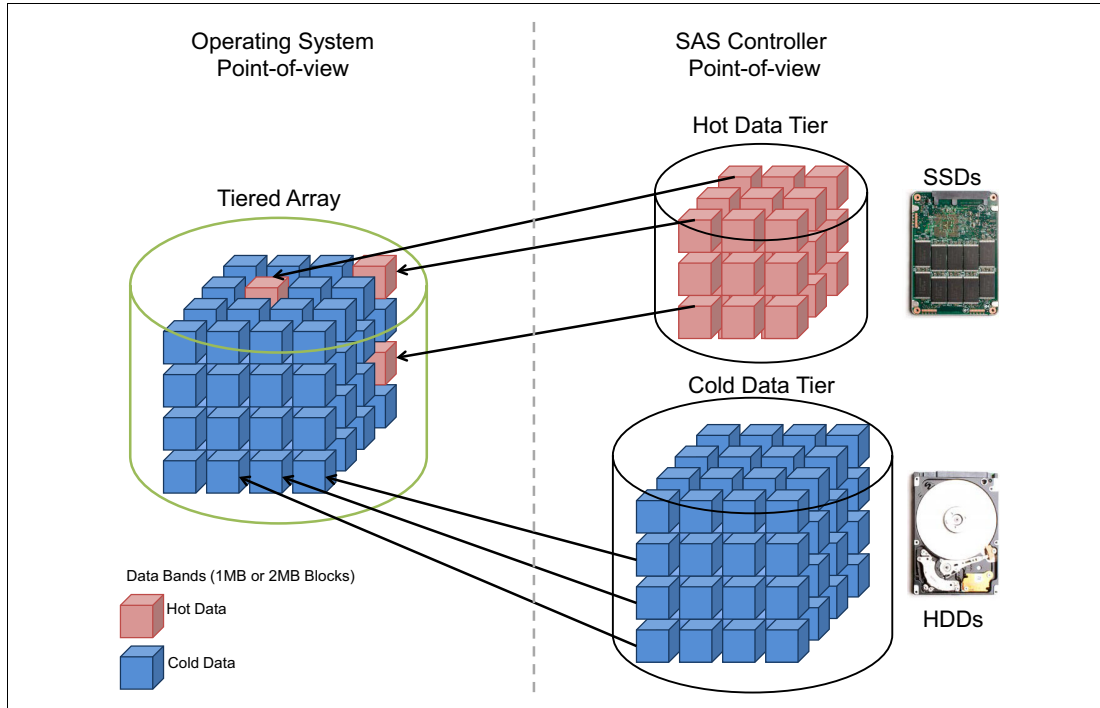 Operating System
Point-of-view
SAS Controller
Point-of-view
Hot Data Tier
SSDs
Tiered Array
Cold Data Tier
HDDs
Data Bands (1MB or 2MB Blocks)
Hot Data
Cold Data